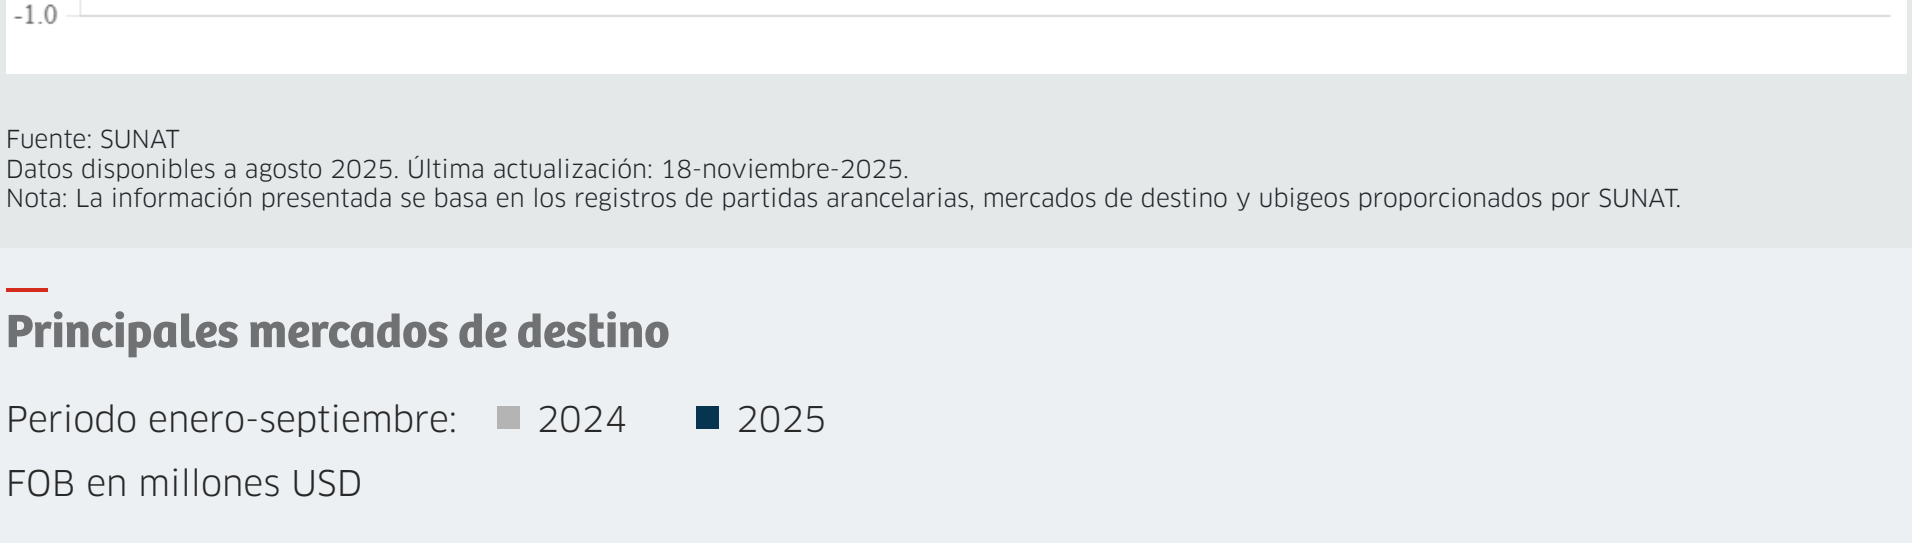 -1.0
Fuente: SUNAT
Datos disponibles a agosto 2025. Última actualización: 18-noviembre-2025.
Nota: La información presentada se basa en los registros de partidas arancelarias, mercados de destino y ubigeos proporcionados por SUNAT.
Principales mercados de destino
Periodo enero-septiembre: 2024 2025
FOB en millones USD